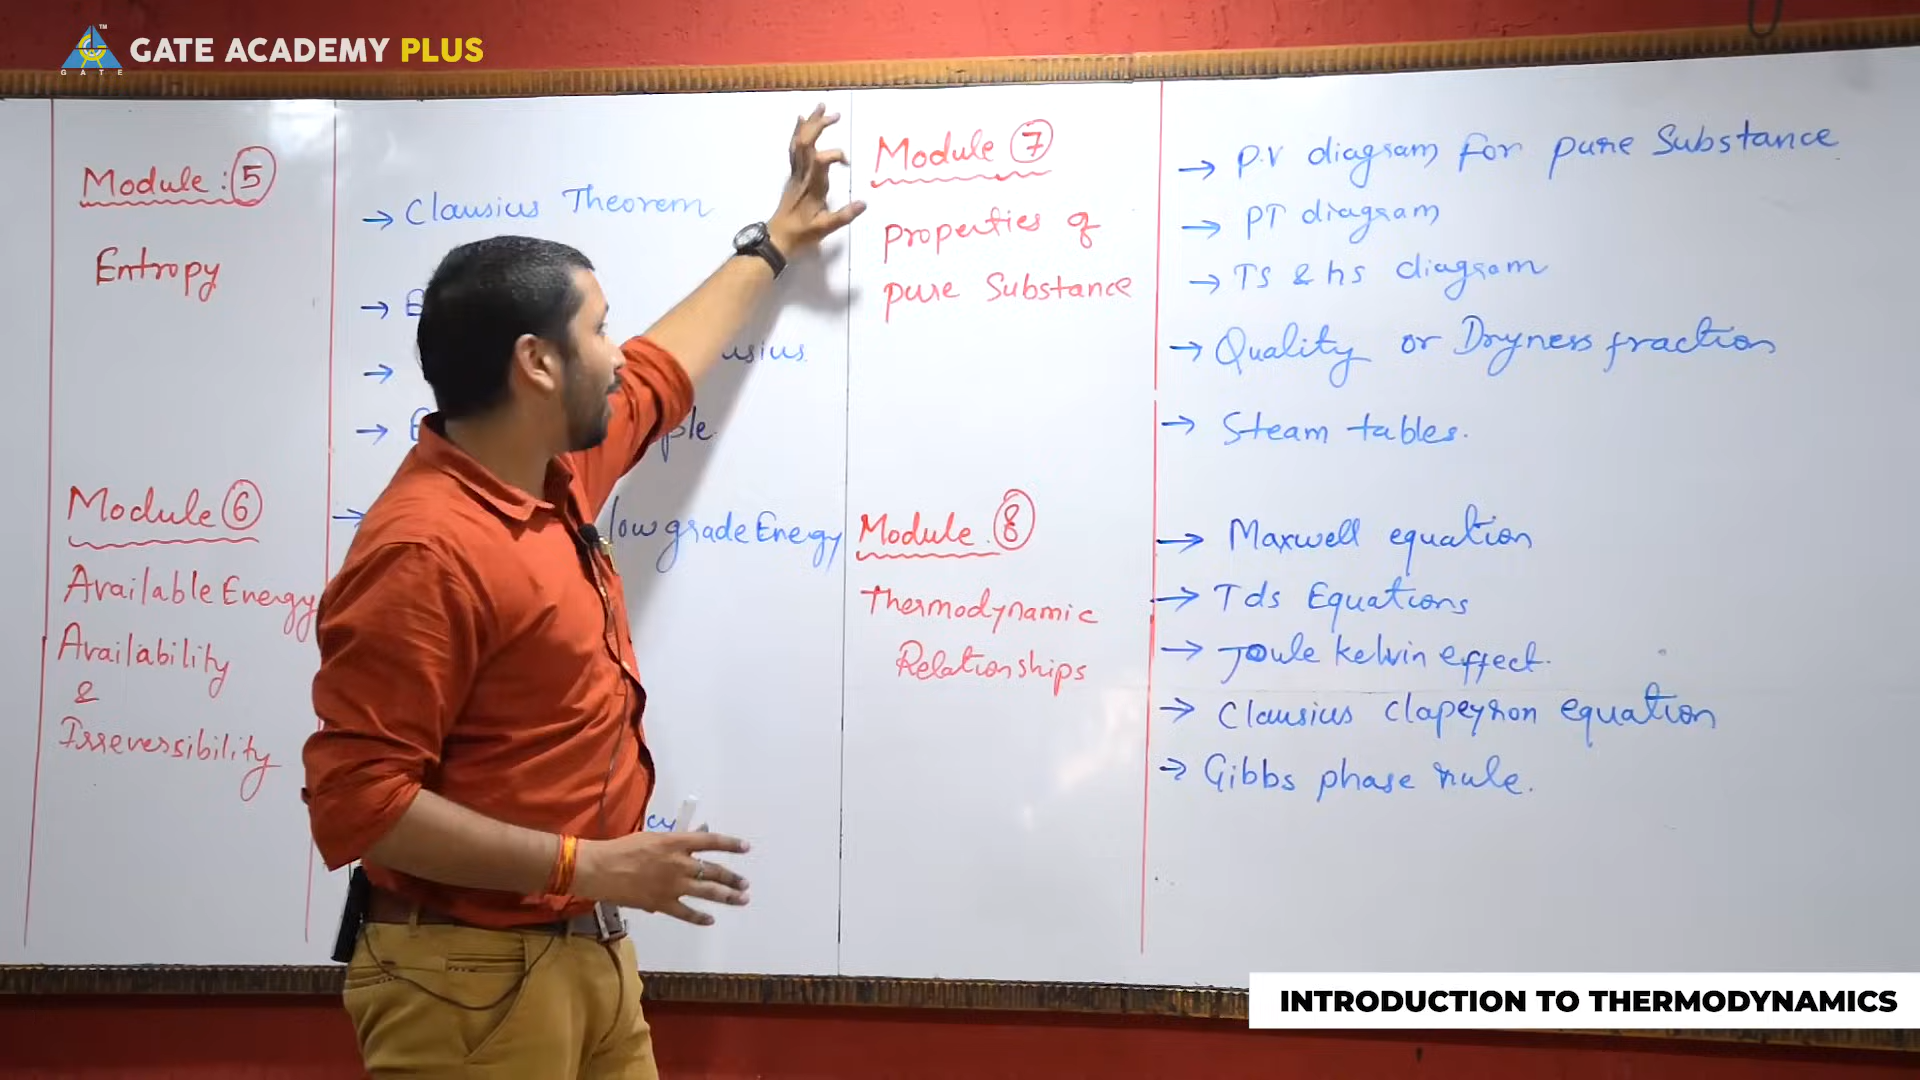 GATE
TM
GATE ACADEMY PLUS
Module : 5
Entropy
→ Clausius Theorem
→
→
→
Module 6
Available Energy
Availability
&
Irreversibility
→ low grade Energy
Module 7
properties of
pure Substance
→ P.V diagram for pure Substance
→ PT diagram
→ TS & hs diagram
→ Quality or Dryness fraction
→ Steam tables.
Module . 8
Thermodynamic
Relationships
→ Maxwell equation
→ Tds Equations
→ Joule kelvin effect.
→ Clausius clapeyron equation
→ Gibbs phase rule.
INTRODUCTION TO THERMODYNAMICS